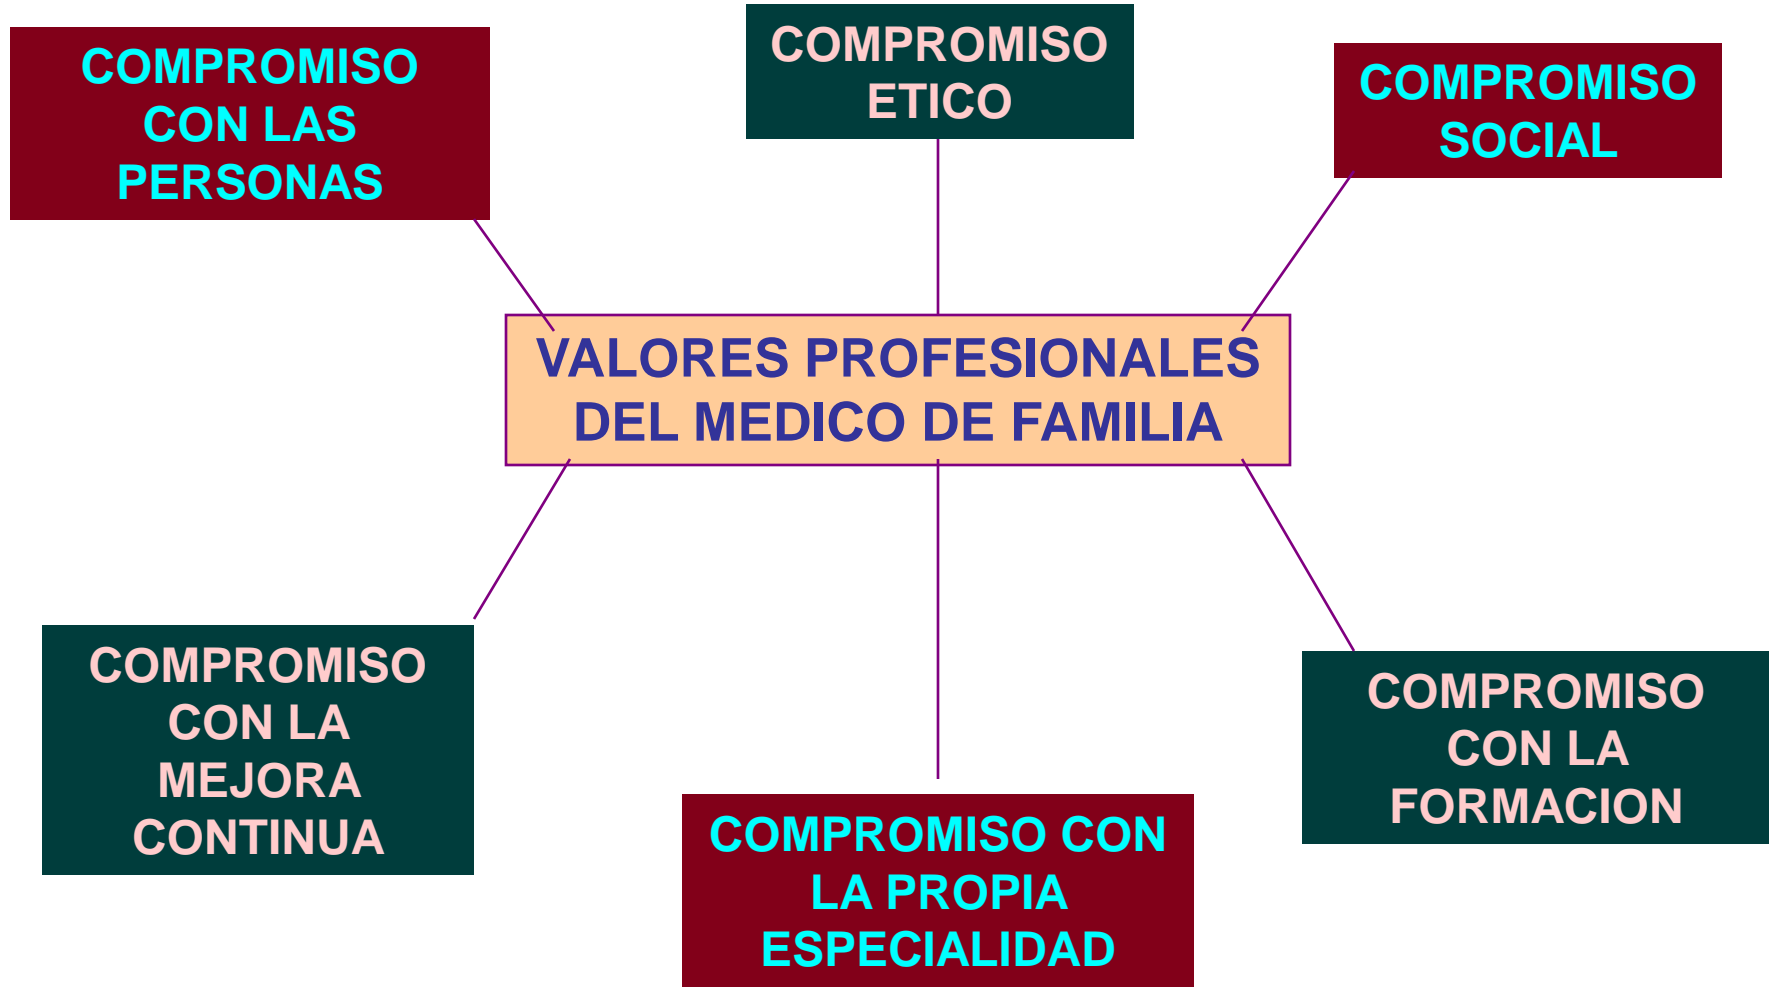 COMPROMISO
CON LAS
PERSONAS
COMPROMISO
ETICO
COMPROMISO
SOCIAL
VALORES PROFESIONALES
DEL MEDICO DE FAMILIA
COMPROMISO
CON LA
MEJORA
CONTINUA
COMPROMISO CON
LA PROPIA
ESPECIALIDAD
COMPROMISO
CON LA
FORMACION